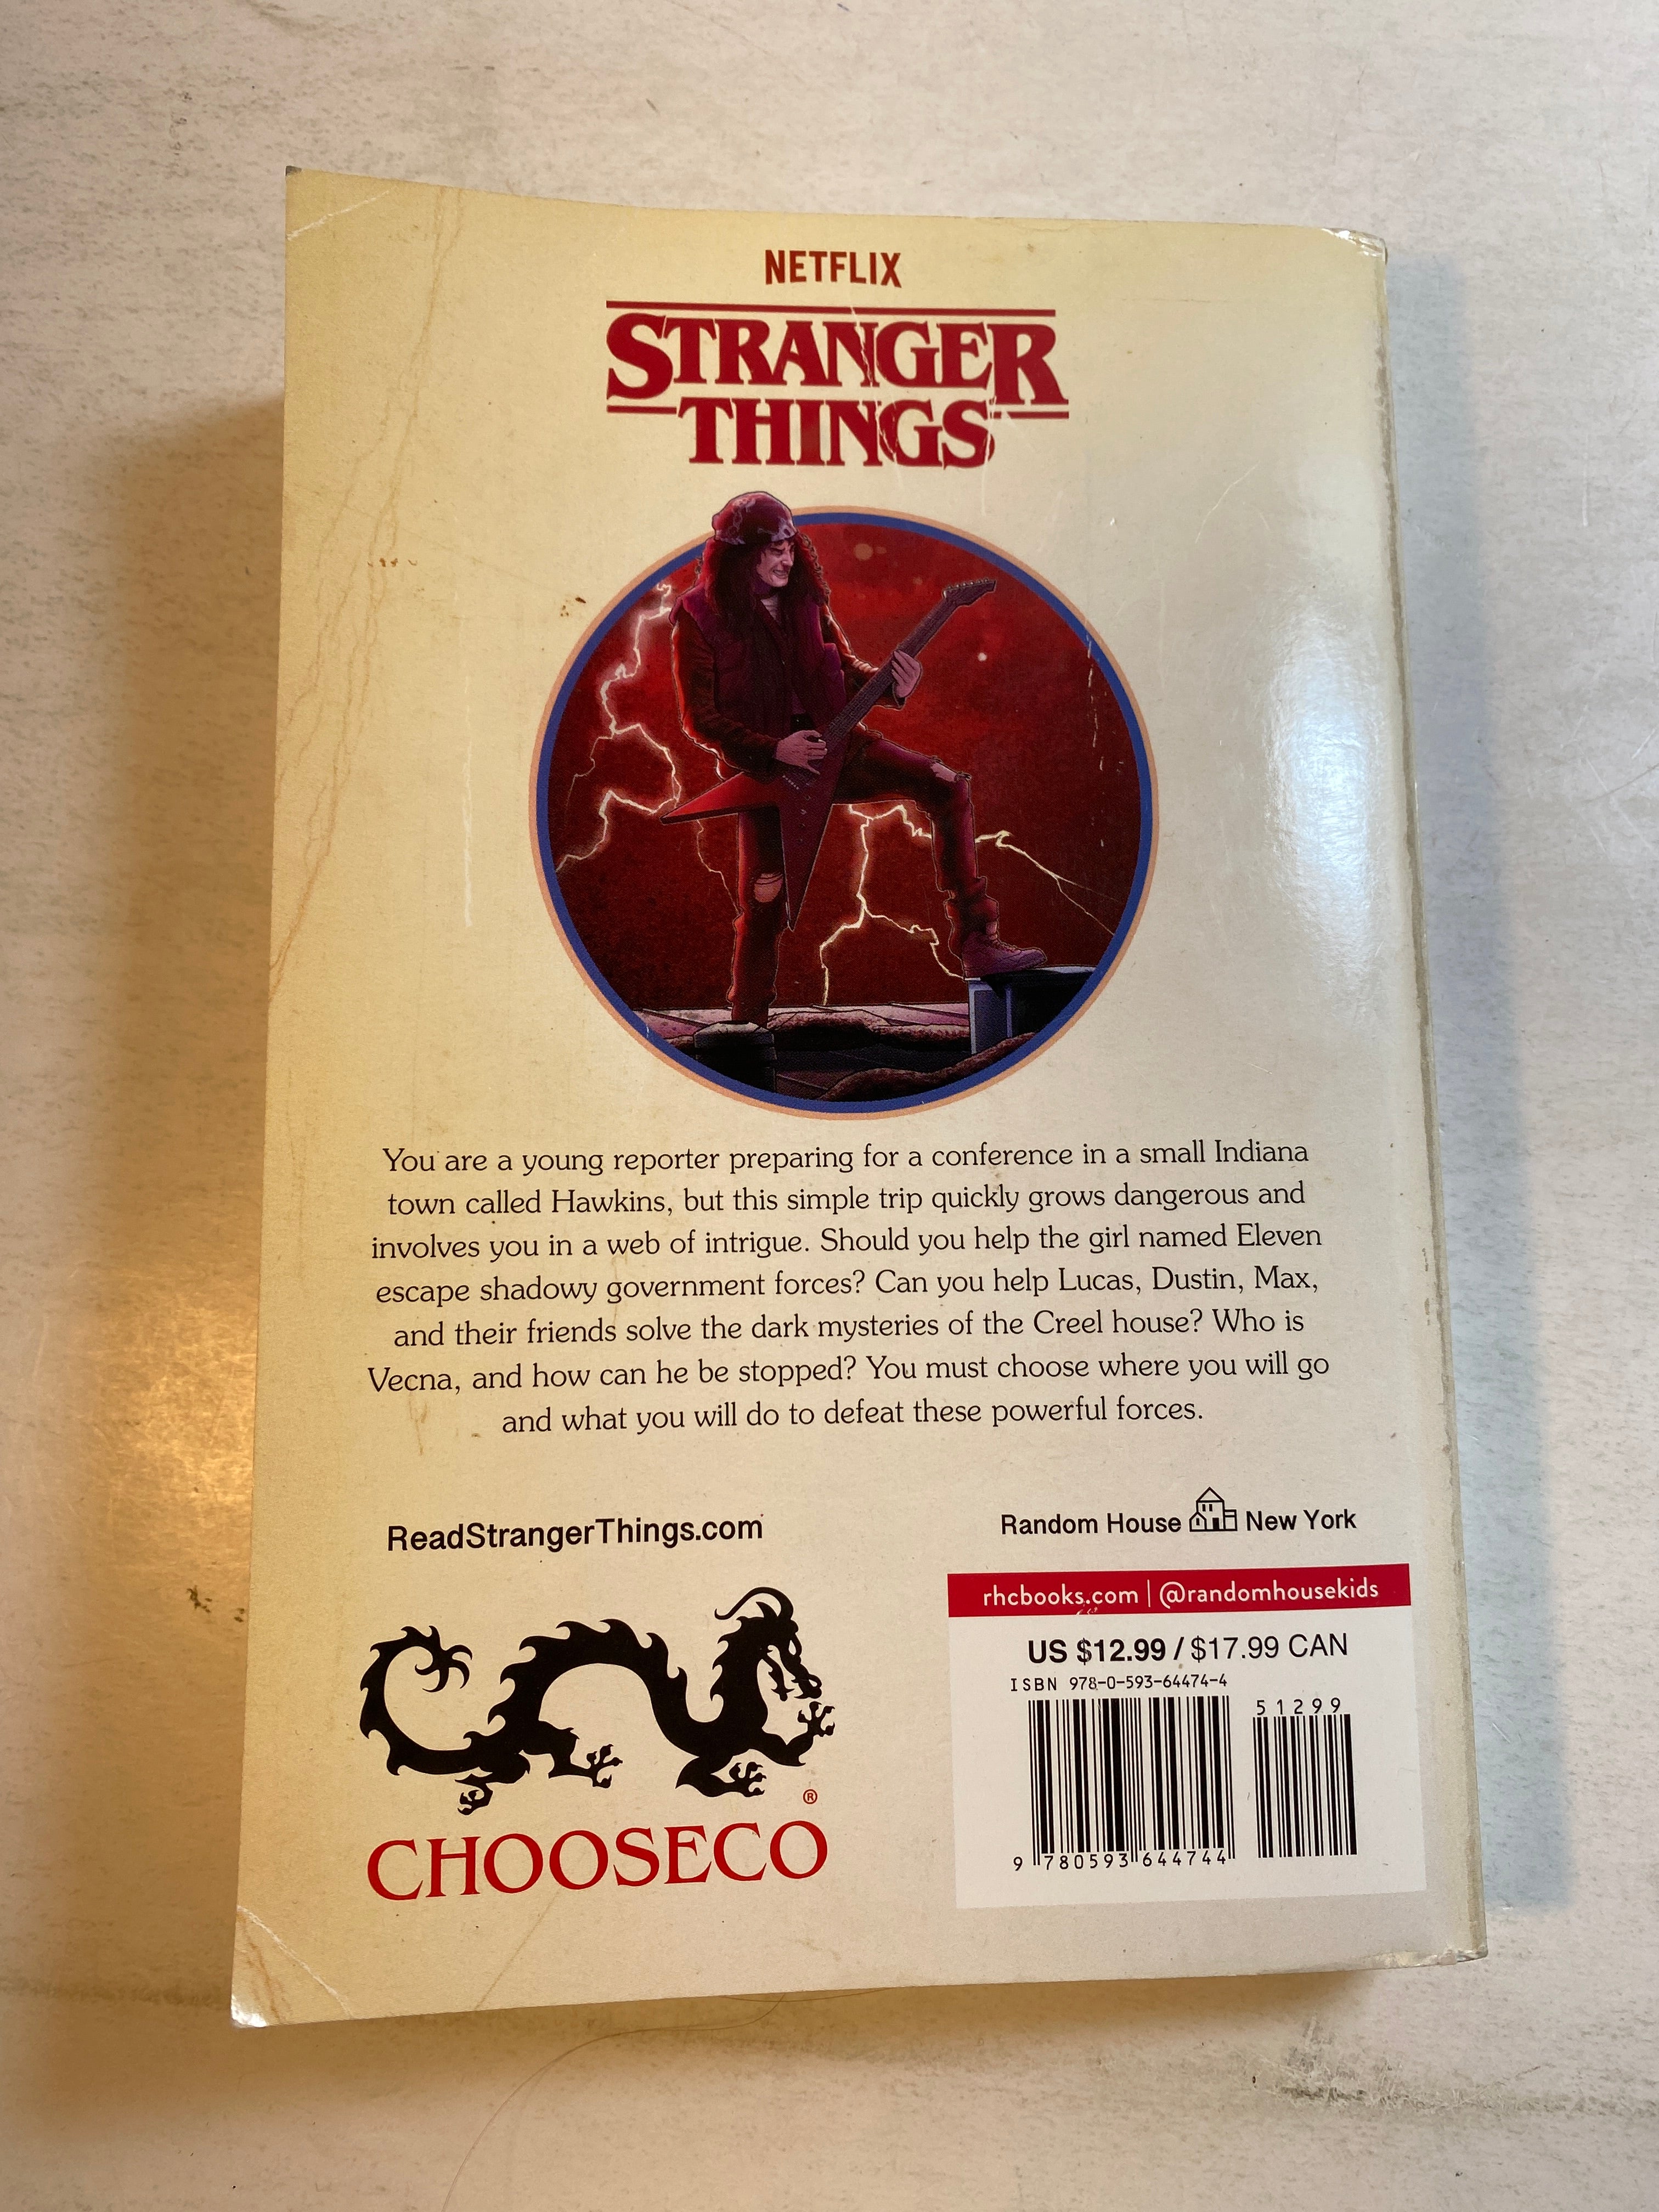 NETFLIX
STRANGER
THINGS
You are a young reporter preparing for a conference in a small Indiana
town called Hawkins, but this simple trip quickly grows dangerous and
involves you in a web of intrigue. Should you help the girl named Eleven
escape shadowy government forces? Can you help Lucas, Dustin, Max,
and their friends solve the dark mysteries of the Creel house? Who is
Vecna, and how can he be stopped? You must choose where you will go
and what you will do to defeat these powerful forces.
ReadStrangerThings.com
CHOOSECO®
Random House New York
rhcbooks.com | @randomhousekids
US $12.99 / $17.99 CAN
ISBN 978-0-593-64474-4
51299
9 780593 644744